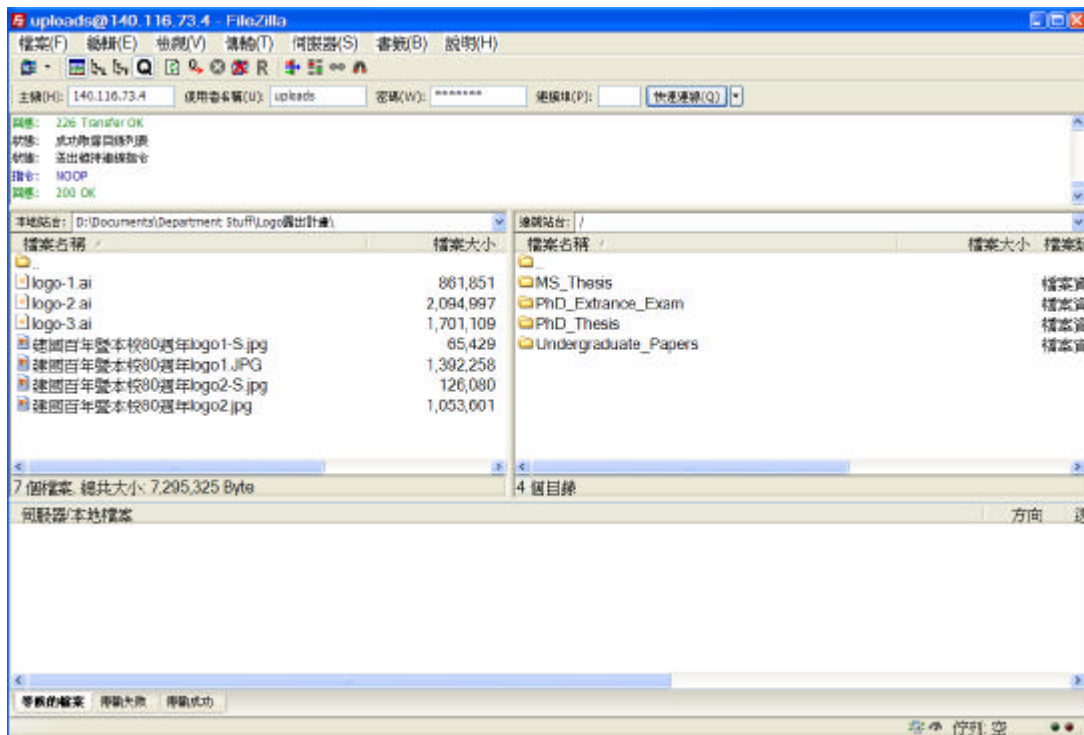 uploads@140.116.73.4 - FileZilla
檔案(F) 編輯(E) 檢視(V) 傳輸(T) 伺服器(S) 書籤(B) 說明(H)
主機(H): 140.116.73.4 使用者名稱(U): uploads 密碼(W): ******* 連接埠(P): 快速連線(Q)
回應: 226 Transfer OK
狀態: 成功取得目錄列表
狀態: 送出維持連線指令
指令: NOOP
回應: 200 OK
本地站台: D:\Documents\Department Stuff\Logo露出計畫\ 遠端站台: /
檔案名稱 檔案大小 檔案名稱 檔案大小
.. ..
logo-1.ai 861,851 MS_Thesis
logo-2.ai 2,094,997 PhD_Extrance_Exam
logo-3.ai 1,701,109 PhD_Thesis
建國百年暨本校80週年logo1-S.jpg 65,429 Undergraduate_Papers
建國百年暨本校80週年logo1.JPG 1,392,258
建國百年暨本校80週年logo2-S.jpg 126,080
建國百年暨本校80週年logo2.jpg 1,053,601
7 個檔案. 總共大小: 7,295,325 Byte 4 個目錄
伺服器/本地檔案 方向
等候的檔案 傳輸失敗 傳輸成功
佇列: 空